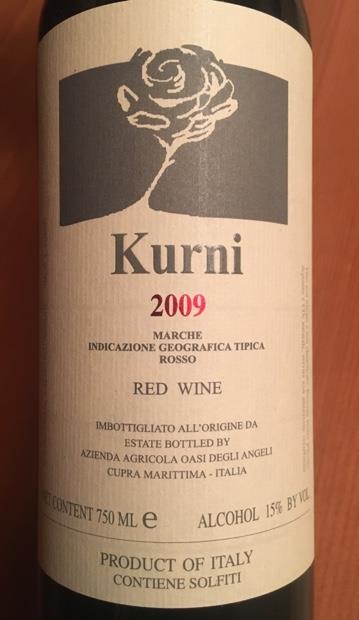 Kurni
2009
MARCHE
INDICAZIONE GEOGRAFICA TIPICA
ROSSO
RED WINE
IMBOTTIGLIATO ALL'ORIGINE DA
ESTATE BOTTLED BY
AZIENDA AGRICOLA OASI DEGLI ANGELI
CUPRA MARITTIMA - ITALIA
CONTENT 750 ML e ALCOHOL 15% BY VOL.
PRODUCT OF ITALY
CONTIENE SOLFITI